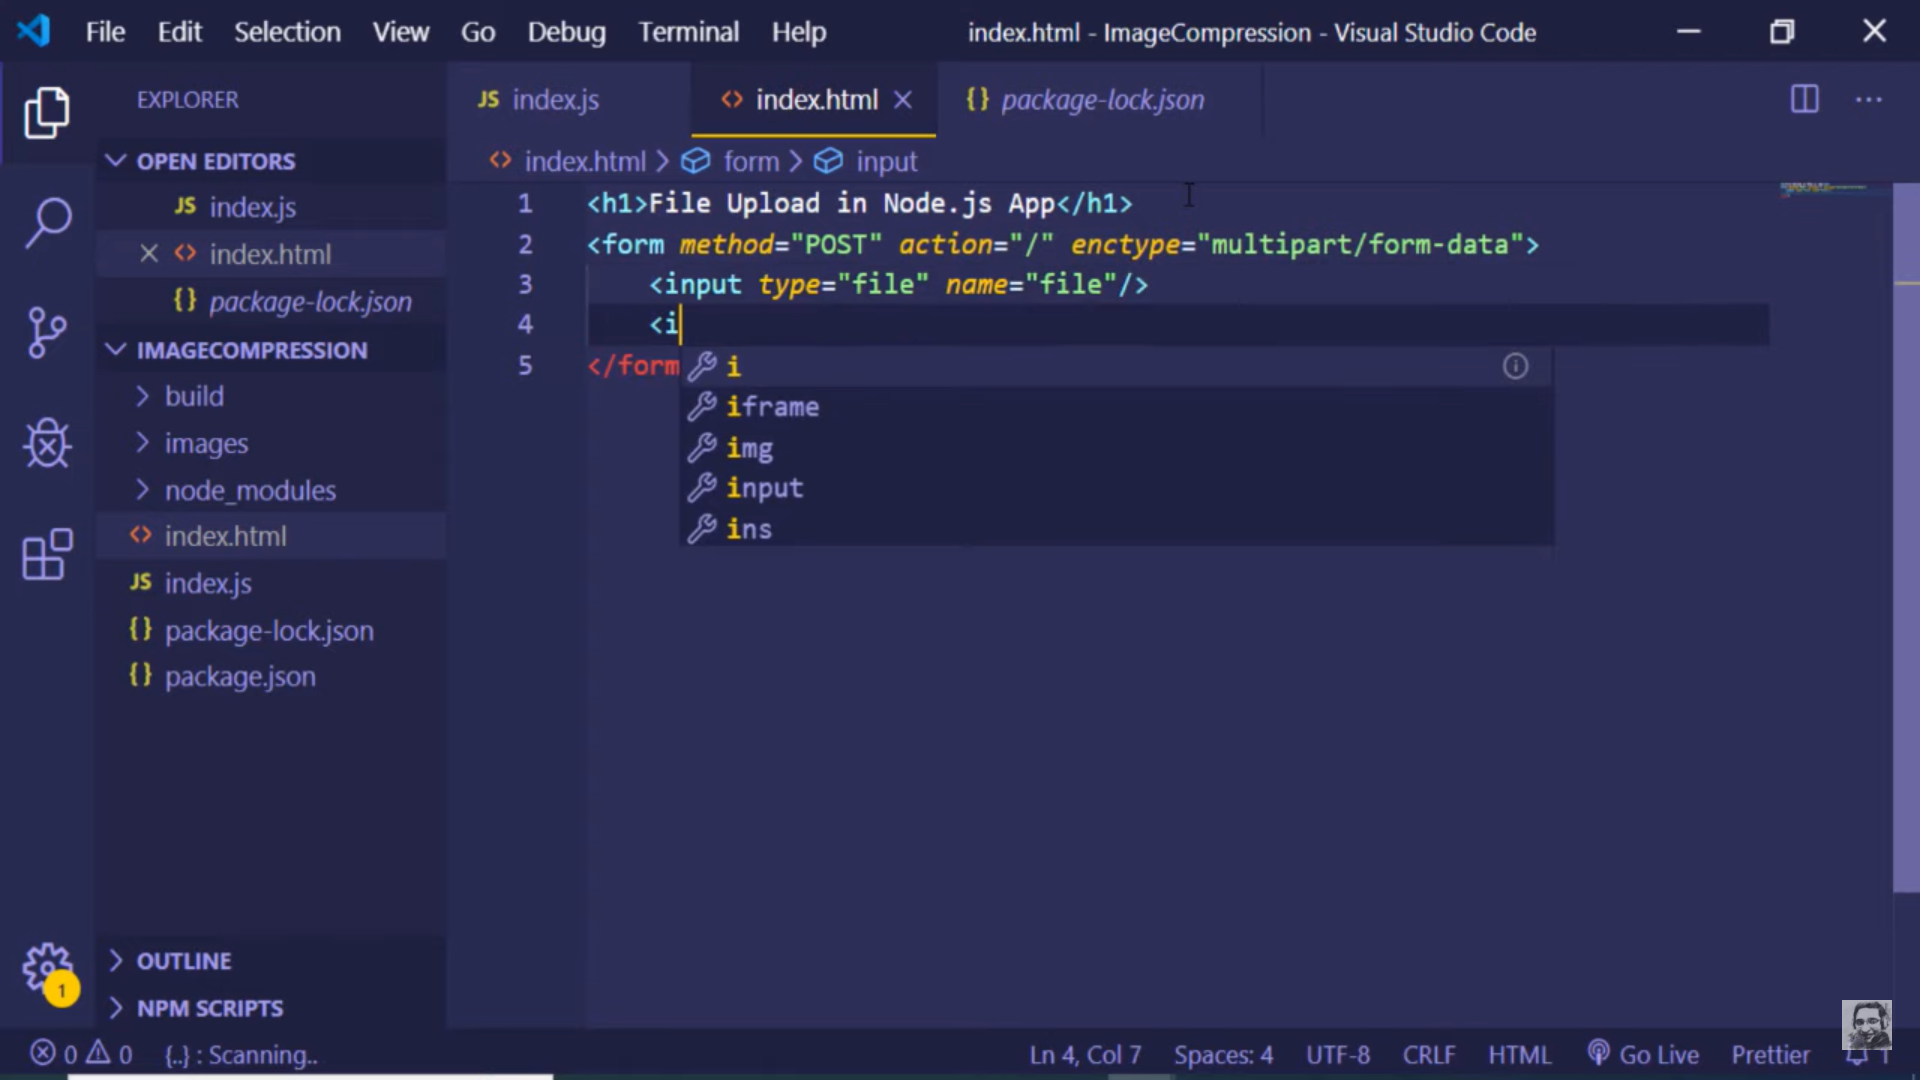 File Edit Selection View Go Debug Terminal Help index.html - ImageCompression - Visual Studio Code
EXPLORER
OPEN EDITORS
JS index.js
index.html
{} package-lock.json
IMAGECOMPRESSION
build
images
node_modules
index.html
JS index.js
{} package-lock.json
{} package.json
OUTLINE
NPM SCRIPTS
1
JS index.js index.html {} package-lock.json
index.html > form > input
1 <h1>File Upload in Node.js App</h1>
2 <form method="POST" action="/" enctype="multipart/form-data">
3 <input type="file" name="file"/>
4 <i
5 </form
i
iframe
img
input
ins
0 0 {..} : Scanning.. Ln 4, Col 7 Spaces: 4 UTF-8 CRLF HTML Go Live Prettier 1